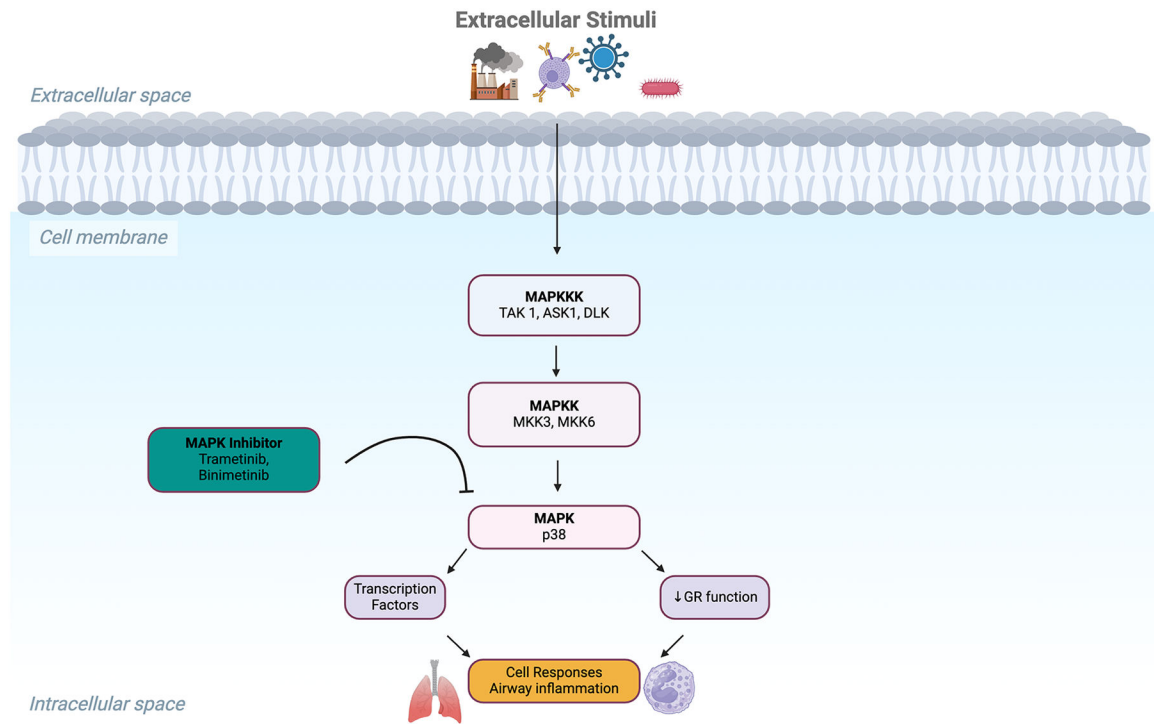 Extracellular Stimuli
Extracellular space
Cell membrane
MAPKKK
TAK 1, ASK1, DLK
MAPKK
MKK3, MKK6
MAPK Inhibitor
Trametinib,
Binimetinib
MAPK
p38
Transcription
Factors
↓GR function
Cell Responses
Airway inflammation
Intracellular space